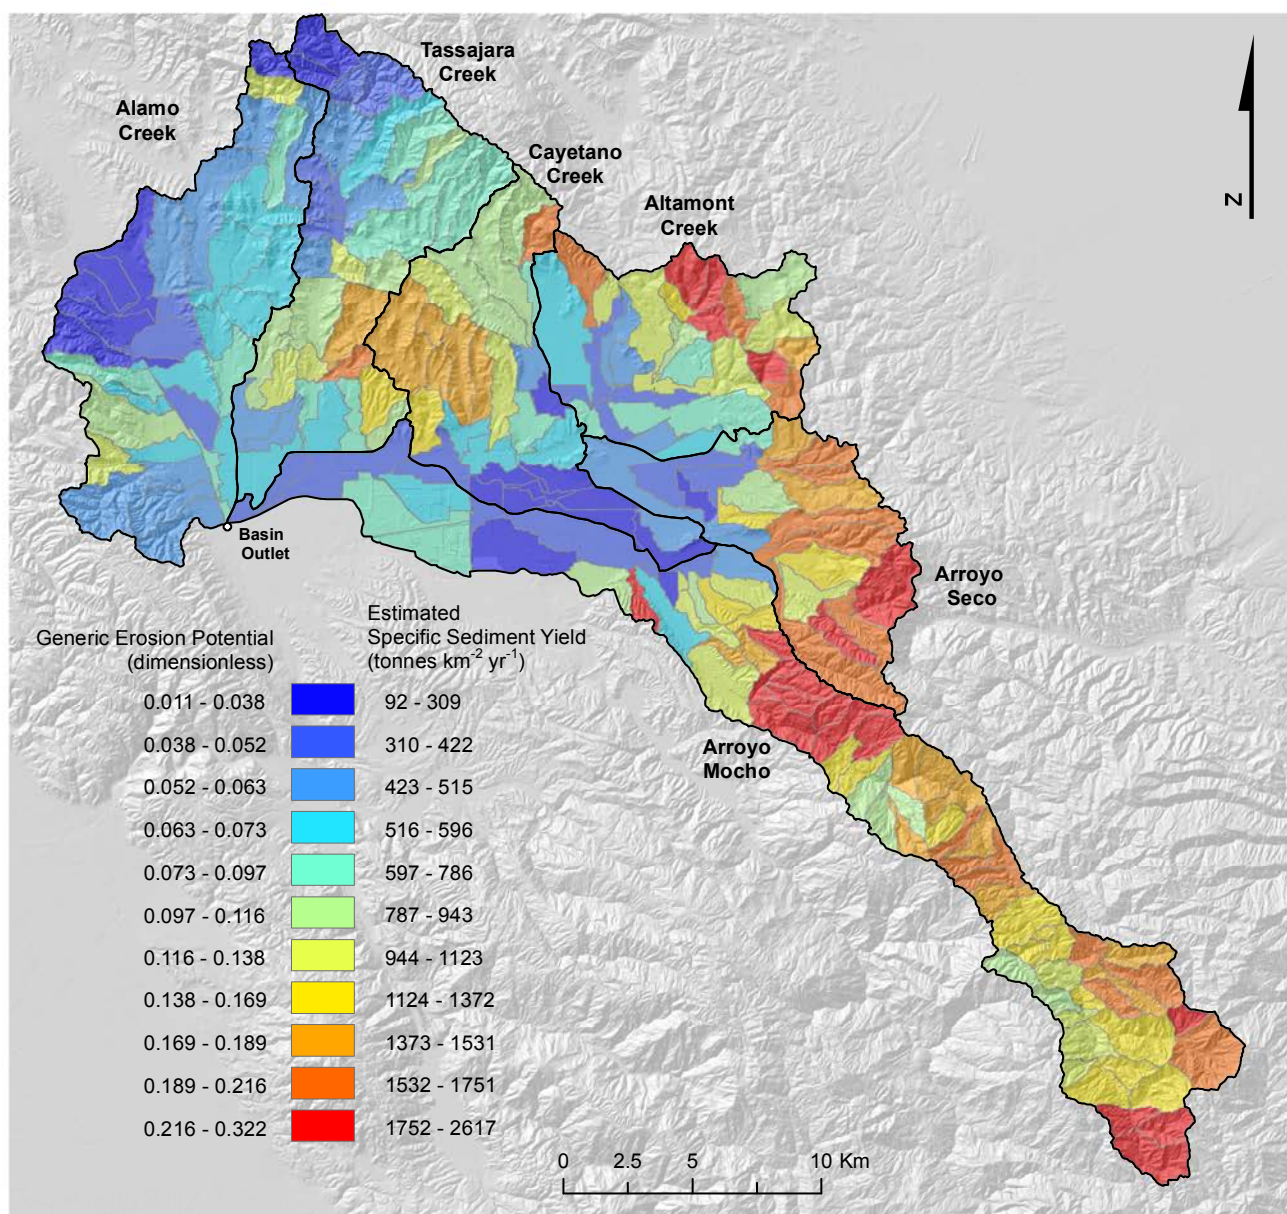 Tassajara
Creek
Alamo
Creek
Cayetano
Creek
Altamont
Creek
N
Basin
Outlet
Arroyo
Seco
Arroyo
Mocho
Generic Erosion Potential
(dimensionless)
Estimated
Specific Sediment Yield
(tonnes km⁻² yr⁻¹)
0.011 - 0.038 92 - 309
0.038 - 0.052 310 - 422
0.052 - 0.063 423 - 515
0.063 - 0.073 516 - 596
0.073 - 0.097 597 - 786
0.097 - 0.116 787 - 943
0.116 - 0.138 944 - 1123
0.138 - 0.169 1124 - 1372
0.169 - 0.189 1373 - 1531
0.189 - 0.216 1532 - 1751
0.216 - 0.322 1752 - 2617
0 2.5 5 10 Km